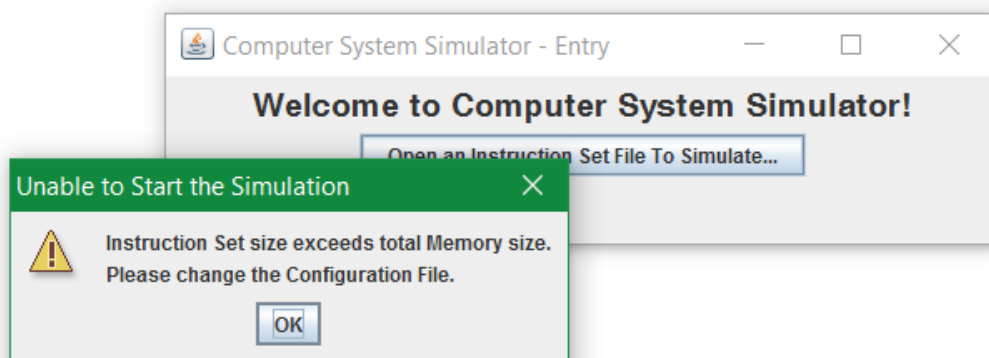 Computer System Simulator - Entry
Welcome to Computer System Simulator!
Open an Instruction Set File To Simulate...
Unable to Start the Simulation
Instruction Set size exceeds total Memory size.
Please change the Configuration File.
OK